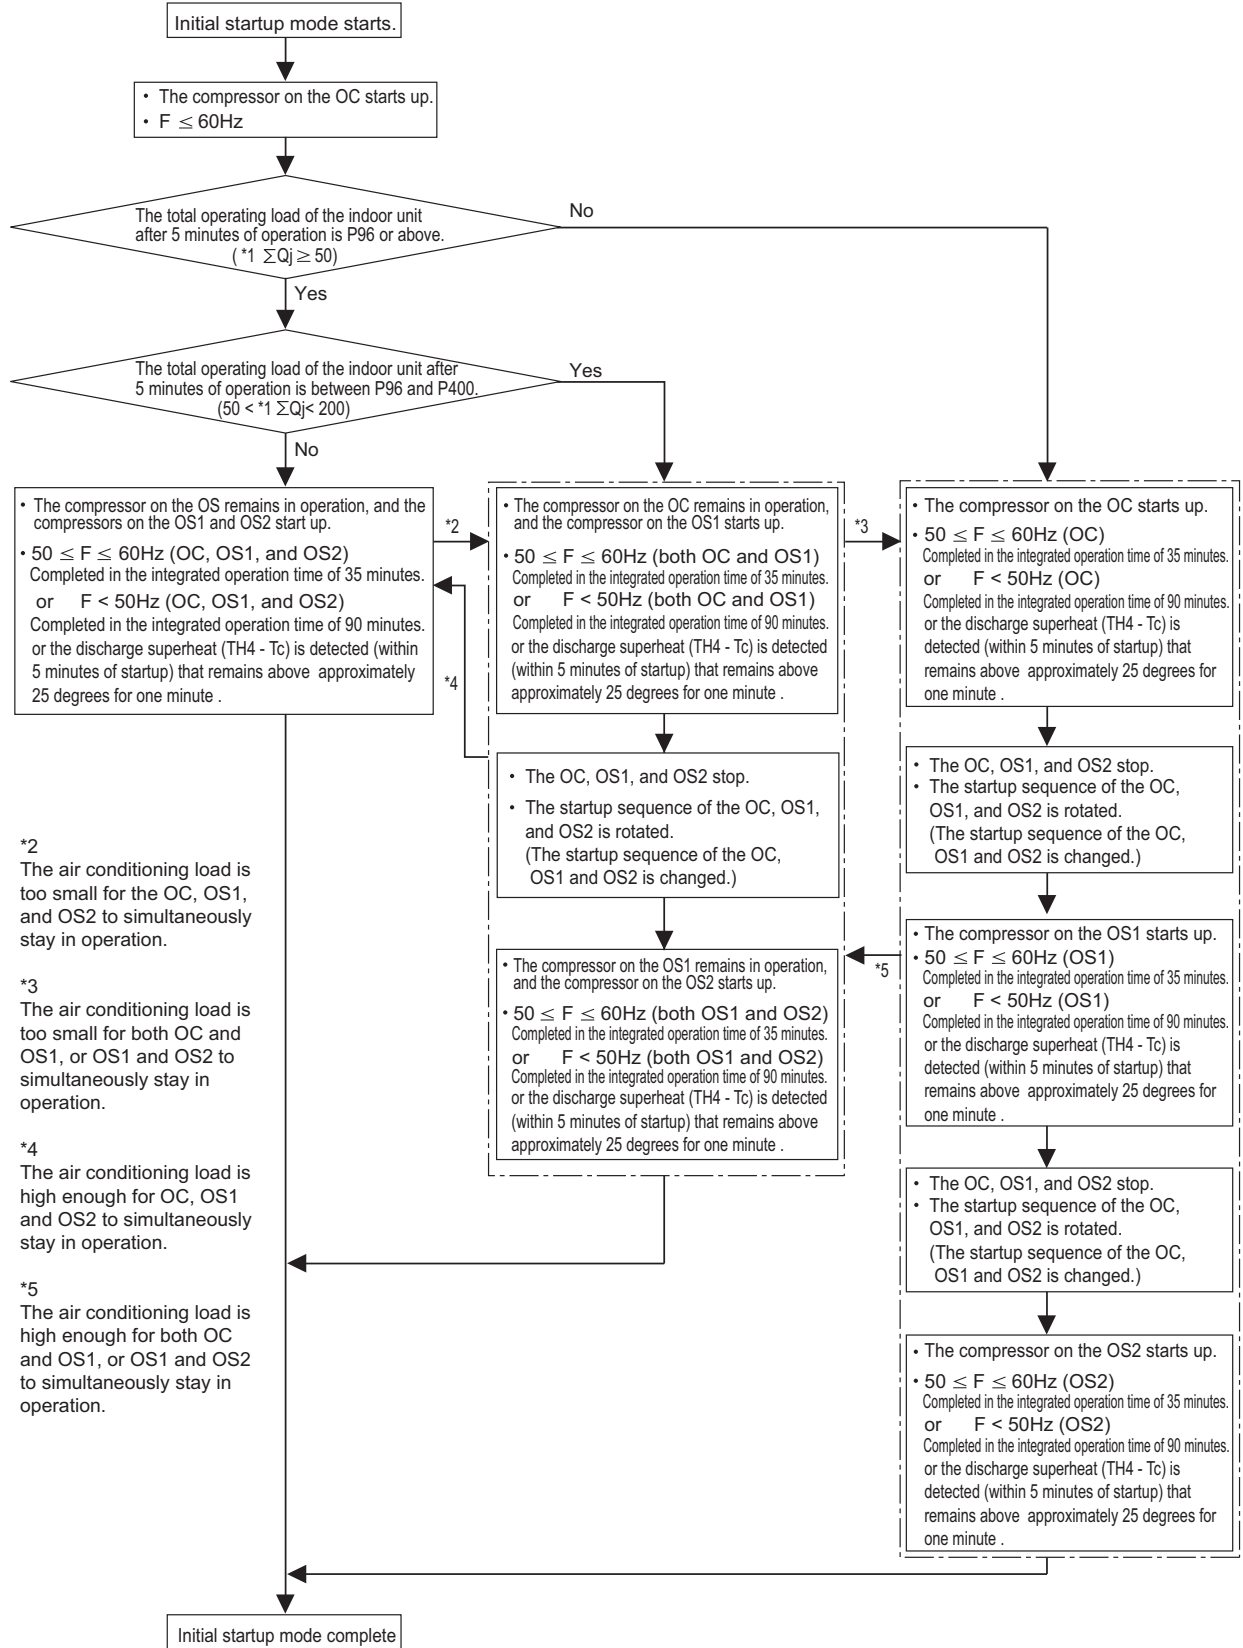 Initial startup mode starts.
• The compressor on the OC starts up.
• F ≤ 60Hz
The total operating load of the indoor unit
after 5 minutes of operation is P96 or above.
( *1 ΣQj ≥ 50)
No
Yes
The total operating load of the indoor unit after
5 minutes of operation is between P96 and P400.
(50 < *1 ΣQj< 200)
Yes
No
• The compressor on the OS remains in operation, and the
compressors on the OS1 and OS2 start up.
• 50 ≤ F ≤ 60Hz (OC, OS1, and OS2)
Completed in the integrated operation time of 35 minutes.
or F < 50Hz (OC, OS1, and OS2)
Completed in the integrated operation time of 90 minutes.
or the discharge superheat (TH4 - Tc) is detected (within
5 minutes of startup) that remains above approximately
25 degrees for one minute .
*2
• The compressor on the OC remains in operation,
and the compressor on the OS1 starts up.
• 50 ≤ F ≤ 60Hz (both OC and OS1)
Completed in the integrated operation time of 35 minutes.
or F < 50Hz (both OC and OS1)
Completed in the integrated operation time of 90 minutes.
or the discharge superheat (TH4 - Tc) is detected
(within 5 minutes of startup) that remains above
approximately 25 degrees for one minute .
*3
• The compressor on the OC starts up.
• 50 ≤ F ≤ 60Hz (OC)
Completed in the integrated operation time of 35 minutes.
or F < 50Hz (OC)
Completed in the integrated operation time of 90 minutes.
or the discharge superheat (TH4 - Tc) is
detected (within 5 minutes of startup) that
remains above approximately 25 degrees for
one minute .
*4
• The OC, OS1, and OS2 stop.
• The startup sequence of the OC, OS1,
and OS2 is rotated.
(The startup sequence of the OC,
OS1 and OS2 is changed.)
• The OC, OS1, and OS2 stop.
• The startup sequence of the OC,
OS1, and OS2 is rotated.
(The startup sequence of the OC,
OS1 and OS2 is changed.)
• The compressor on the OS1 remains in operation,
and the compressor on the OS2 starts up.
• 50 ≤ F ≤ 60Hz (both OS1 and OS2)
Completed in the integrated operation time of 35 minutes.
or F < 50Hz (both OS1 and OS2)
Completed in the integrated operation time of 90 minutes.
or the discharge superheat (TH4 - Tc) is detected
(within 5 minutes of startup) that remains above
approximately 25 degrees for one minute .
*5
• The compressor on the OS1 starts up.
• 50 ≤ F ≤ 60Hz (OS1)
Completed in the integrated operation time of 35 minutes.
or F < 50Hz (OS1)
Completed in the integrated operation time of 90 minutes.
or the discharge superheat (TH4 - Tc) is
detected (within 5 minutes of startup) that
remains above approximately 25 degrees for
one minute .
• The OC, OS1, and OS2 stop.
• The startup sequence of the OC,
OS1, and OS2 is rotated.
(The startup sequence of the OC,
OS1 and OS2 is changed.)
• The compressor on the OS2 starts up.
• 50 ≤ F ≤ 60Hz (OS2)
Completed in the integrated operation time of 35 minutes.
or F < 50Hz (OS2)
Completed in the integrated operation time of 90 minutes.
or the discharge superheat (TH4 - Tc) is
detected (within 5 minutes of startup) that
remains above approximately 25 degrees for
one minute .
*2
The air conditioning load is
too small for the OC, OS1,
and OS2 to simultaneously
stay in operation.
*3
The air conditioning load is
too small for both OC and
OS1, or OS1 and OS2 to
simultaneously stay in
operation.
*4
The air conditioning load is
high enough for OC, OS1
and OS2 to simultaneously
stay in operation.
*5
The air conditioning load is
high enough for both OC
and OS1, or OS1 and OS2
to simultaneously stay in
operation.
Initial startup mode complete